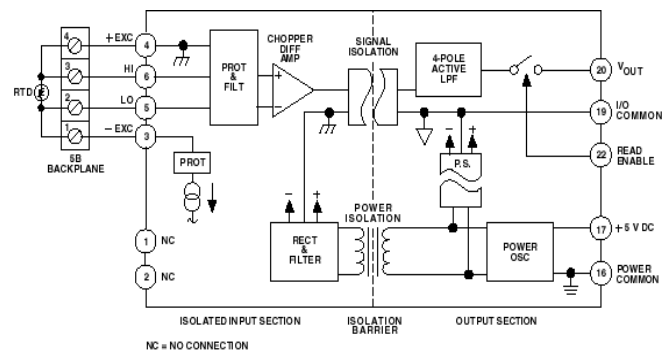 CHOPPER
DIFF
AMP
SIGNAL
ISOLATION
+EXC
HI
LO
−EXC
4
3
2
1
RTD
5B
BACKPLANE
4
6
5
3
PROT
&
FILT
+
−
4-POLE
ACTIVE
LPF
20
VOUT
19
I/O
COMMON
22
READ
ENABLE
PROT
−
+
P.S.
1
NC
2
NC
−
+
RECT
&
FILTER
POWER
ISOLATION
POWER
OSC
17
+5 V DC
16
POWER
COMMON
ISOLATED INPUT SECTION
ISOLATION
BARRIER
OUTPUT SECTION
NC = NO CONNECTION